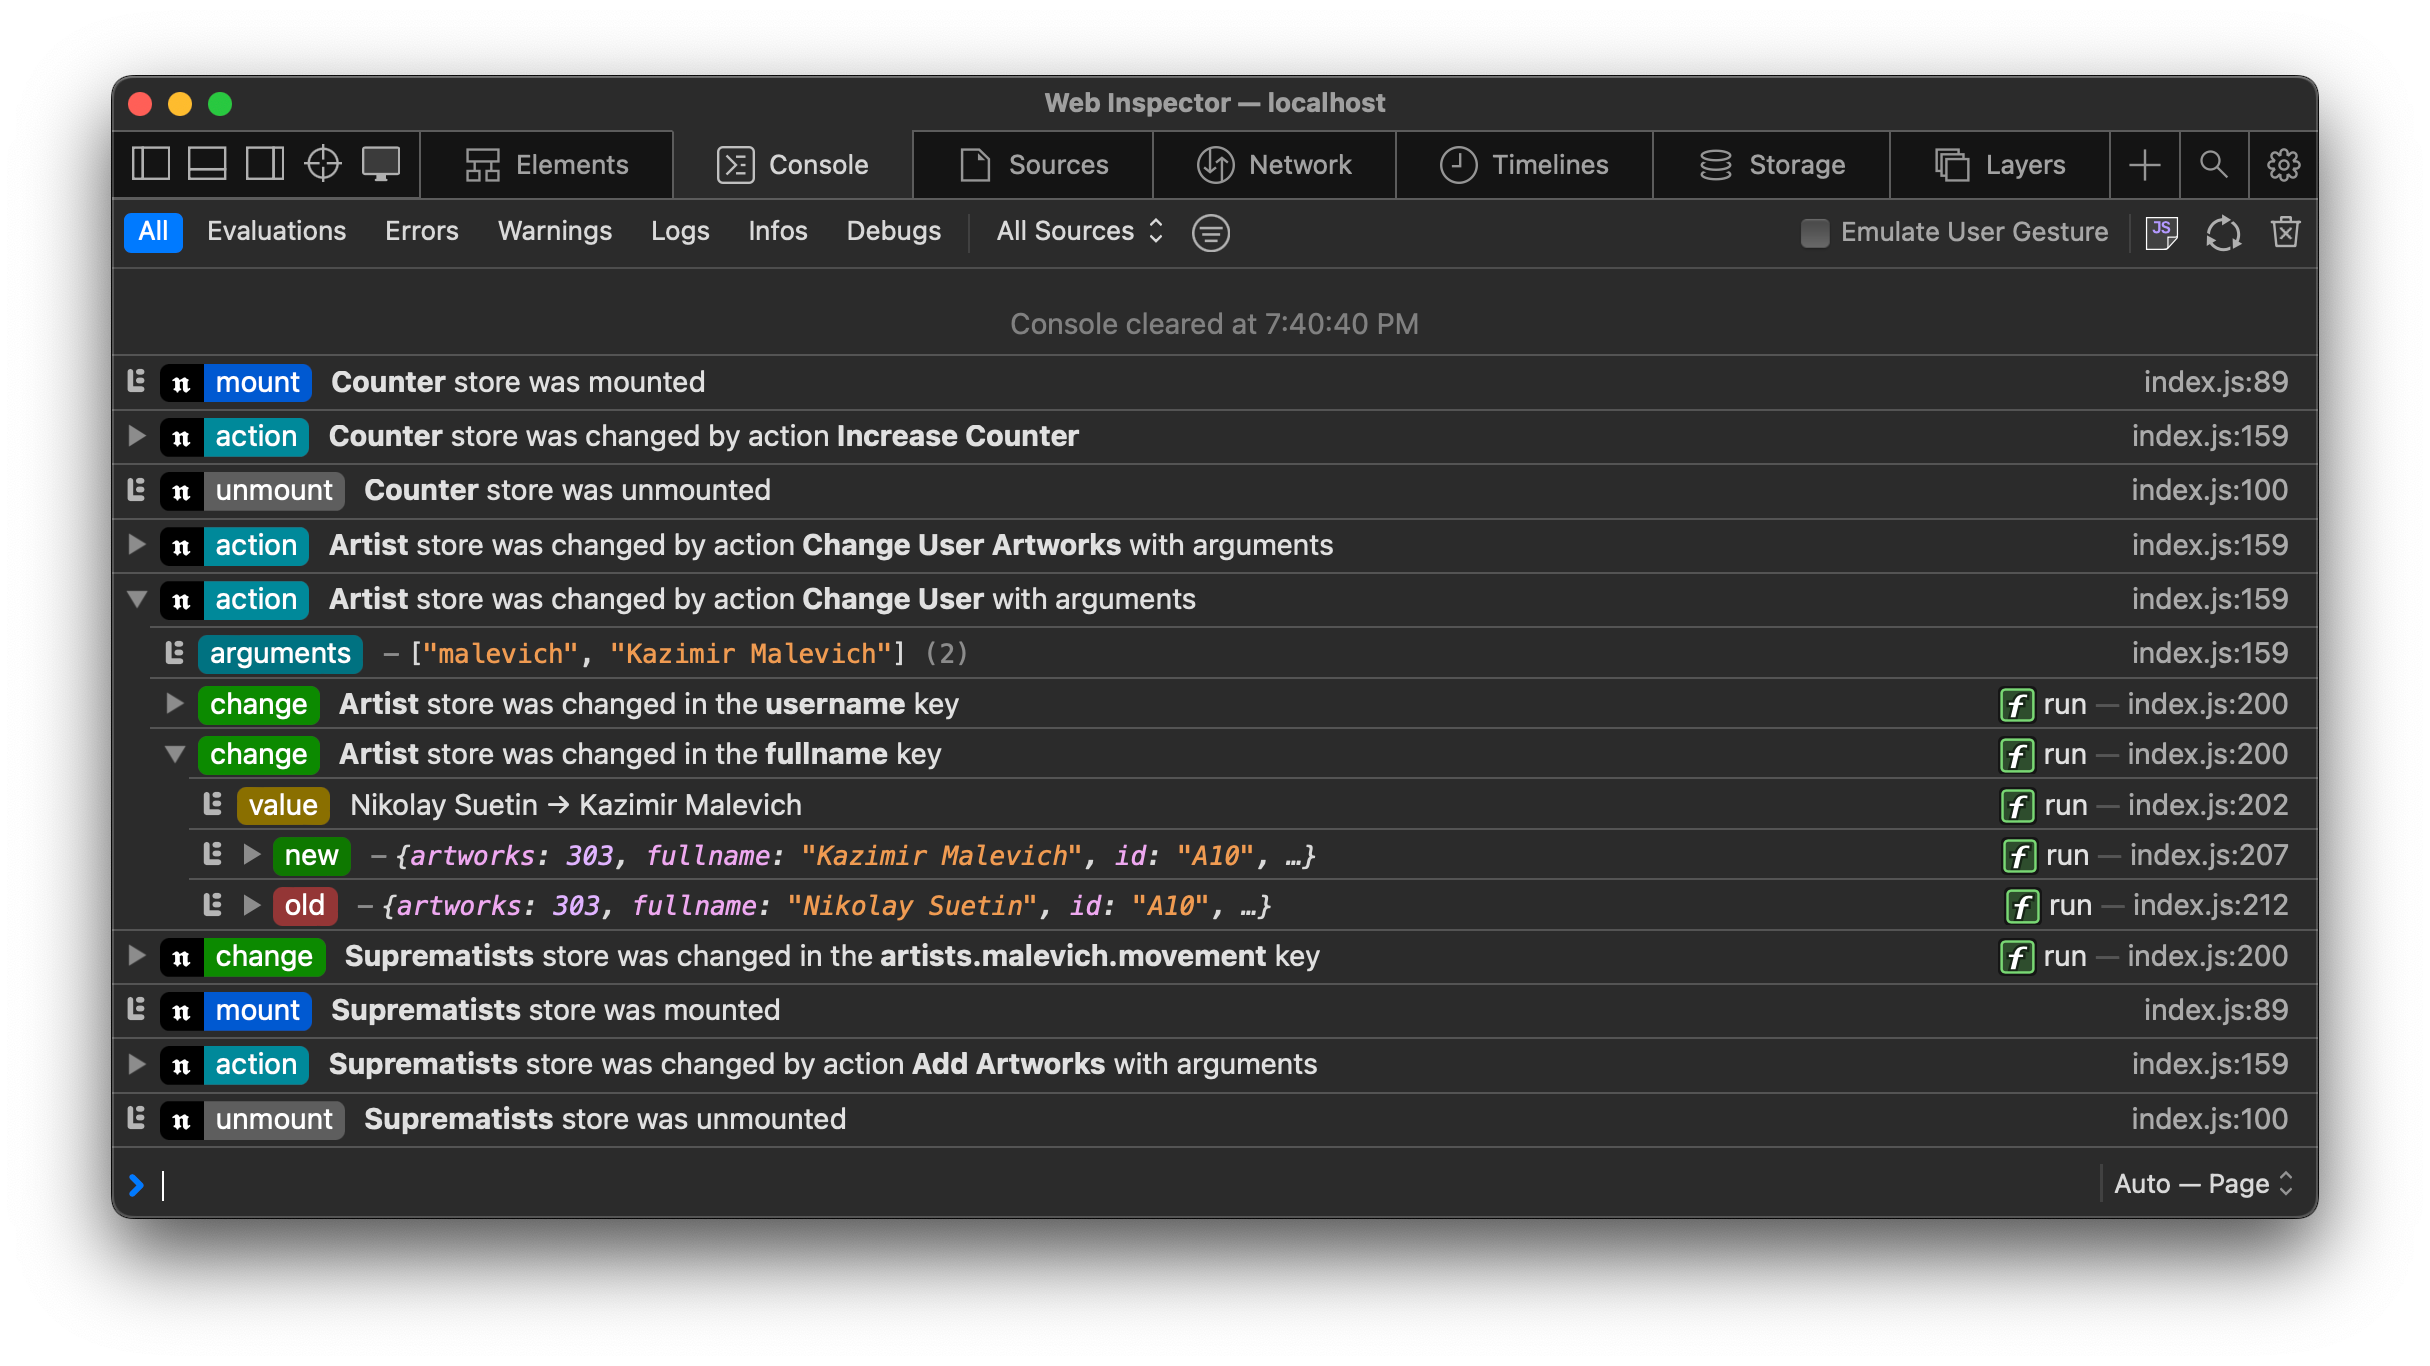 Web Inspector — localhost
Elements Console Sources Network Timelines Storage Layers
All Evaluations Errors Warnings Logs Infos Debugs All Sources Emulate User Gesture JS
Console cleared at 7:40:40 PM
n mount Counter store was mounted index.js:89
n action Counter store was changed by action Increase Counter index.js:159
n unmount Counter store was unmounted index.js:100
n action Artist store was changed by action Change User Artworks with arguments index.js:159
n action Artist store was changed by action Change User with arguments index.js:159
arguments – ["malevich", "Kazimir Malevich"] (2) index.js:159
change Artist store was changed in the username key f run — index.js:200
change Artist store was changed in the fullname key f run — index.js:200
value Nikolay Suetin → Kazimir Malevich f run — index.js:202
new – {artworks: 303, fullname: "Kazimir Malevich", id: "A10", …} f run — index.js:207
old – {artworks: 303, fullname: "Nikolay Suetin", id: "A10", …} f run — index.js:212
n change Suprematists store was changed in the artists.malevich.movement key f run — index.js:200
n mount Suprematists store was mounted index.js:89
n action Suprematists store was changed by action Add Artworks with arguments index.js:159
n unmount Suprematists store was unmounted index.js:100
Auto — Page